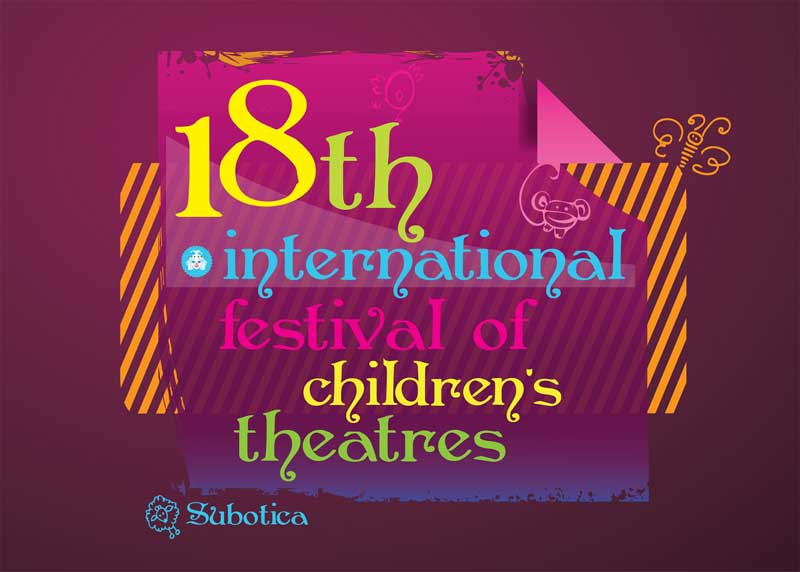 18th
international
festival of
children's
theatres
Subotica